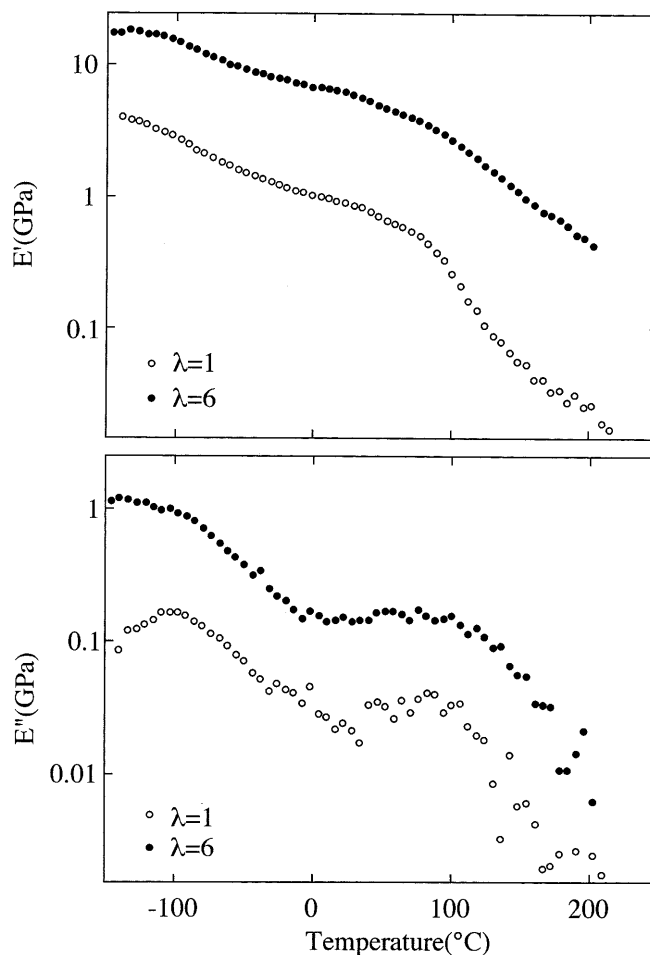 10
1
0.1
E'(GPa)
λ=1
λ=6
1
0.1
0.01
E"(GPa)
λ=1
λ=6
-100
0
100
200
Temperature(°C)